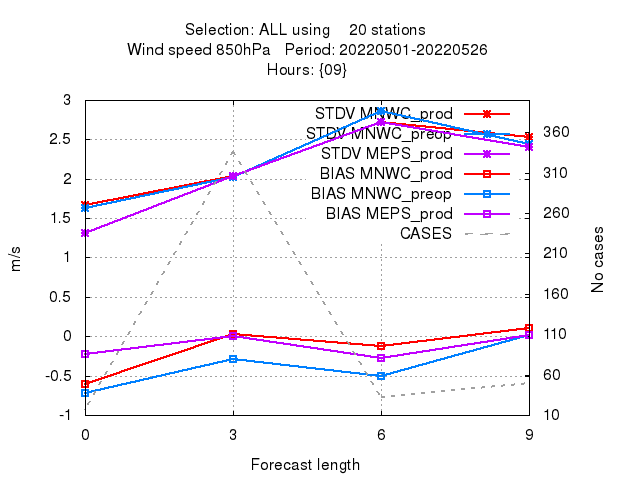 Selection: ALL using 20 stations
Wind speed 850hPa Period: 20220501-20220526
Hours: {09}
STDV MNWC_prod
STDV MNWC_preop
STDV MEPS_prod
BIAS MNWC_prod
BIAS MNWC_preop
BIAS MEPS_prod
CASES
3
2.5
2
1.5
1
0.5
0
-0.5
-1
m/s
360
310
260
210
160
110
60
10
No cases
0 3 6 9
Forecast length